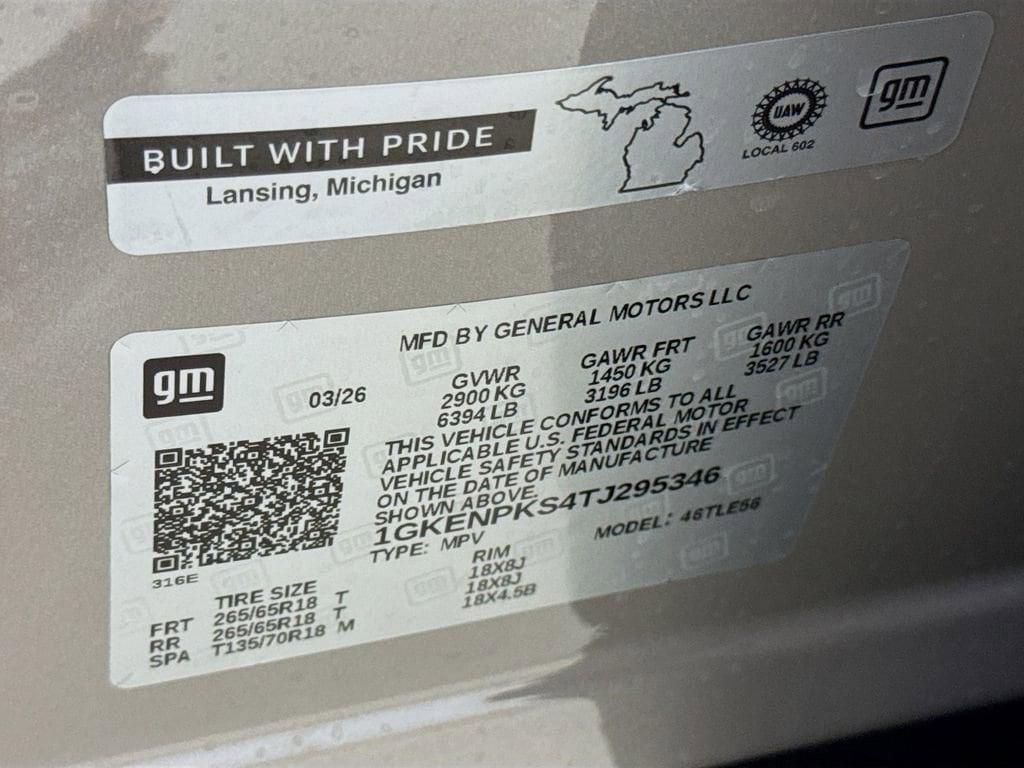 BUILT WITH PRIDE
Lansing, Michigan
UAW
LOCAL 602
gm
MFD BY GENERAL MOTORS LLC
gm
03/26
GVWR
2900 KG
6394 LB
GAWR FRT
1450 KG
3196 LB
GAWR RR
1600 KG
3527 LB
THIS VEHICLE CONFORMS TO ALL
APPLICABLE U.S. FEDERAL MOTOR
VEHICLE SAFETY STANDARDS IN EFFECT
ON THE DATE OF MANUFACTURE
SHOWN ABOVE.
1GKENPKS4TJ295346
TYPE: MPV
MODEL: 46TLE56
316E
TIRE SIZE RIM
FRT 265/65R18 T 18X8J
RR 265/65R18 T 18X8J
SPA T135/70R18 M 18X4.5B